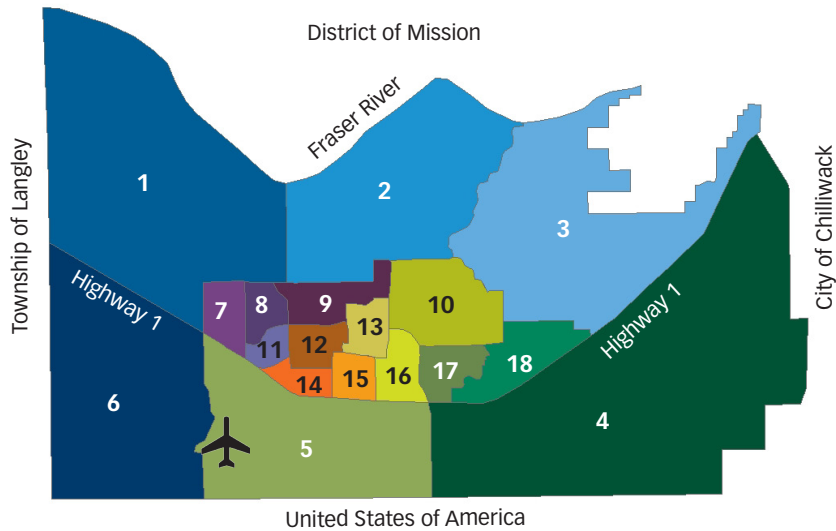 District of Mission
Fraser River
Township of Langley
City of Chilliwack
1
2
3
Highway 1
7
8
9
10
Highway 1
13
11
12
14
15
16
17
18
6
5
4
United States of America